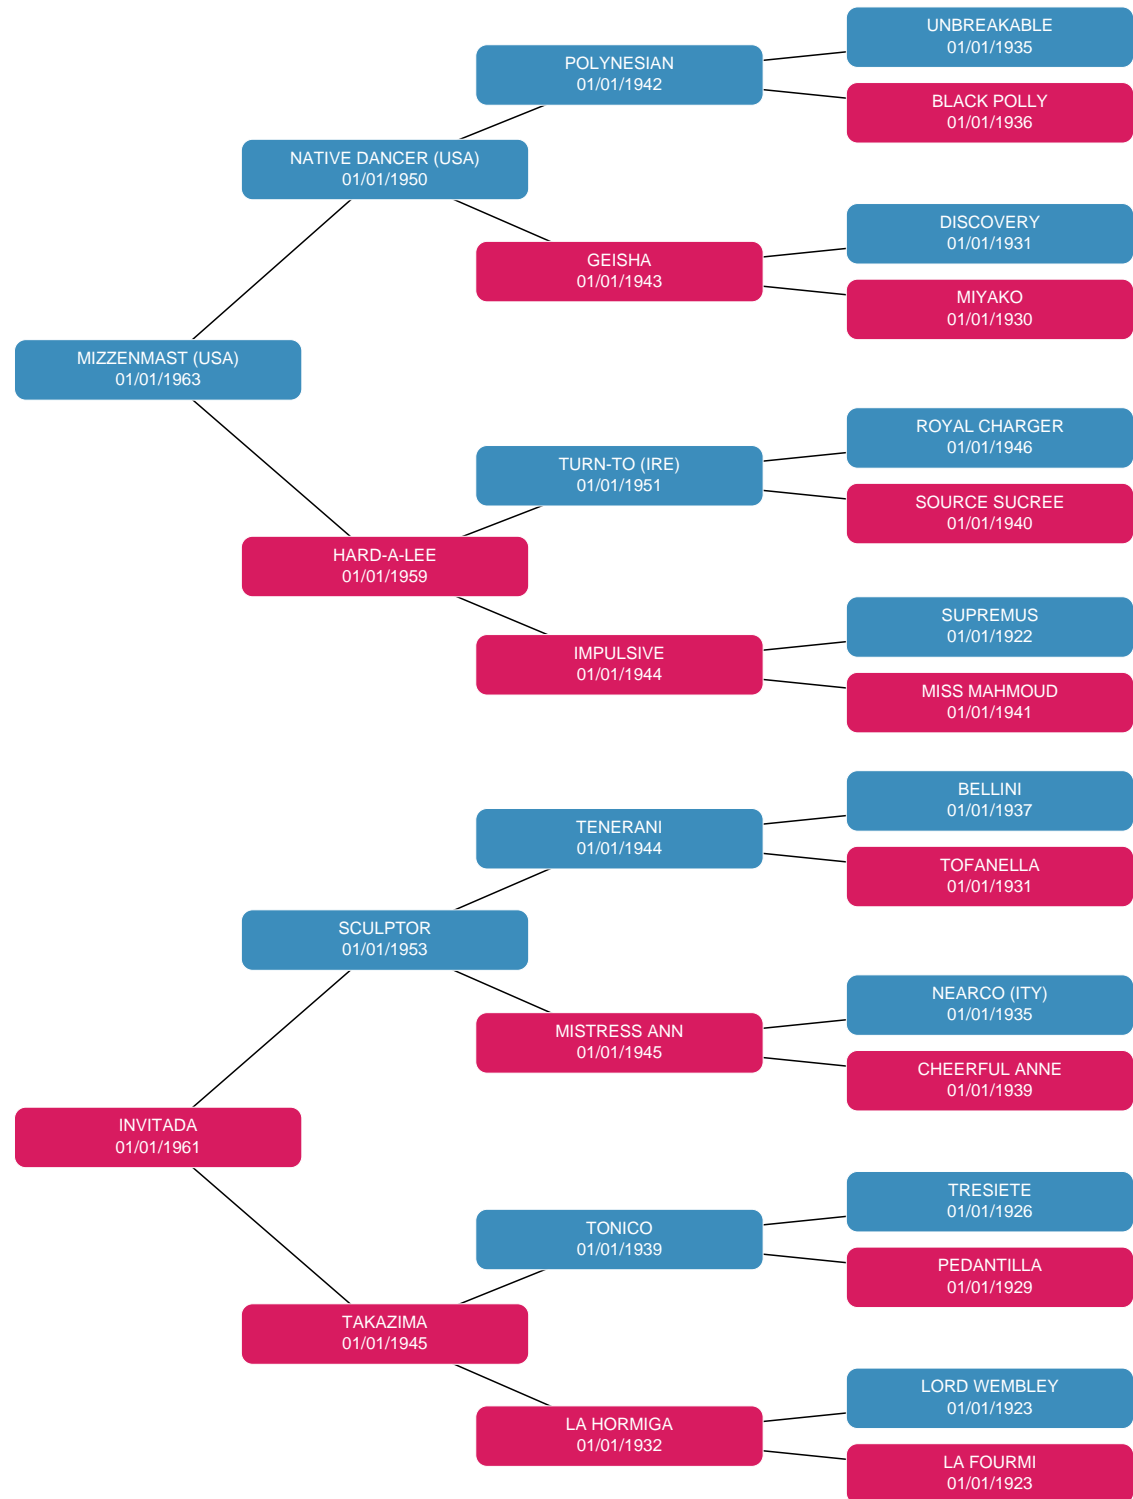 UNBREAKABLE
01/01/1935
POLYNESIAN
01/01/1942
BLACK POLLY
01/01/1936
NATIVE DANCER (USA)
01/01/1950
DISCOVERY
01/01/1931
GEISHA
01/01/1943
MIYAKO
01/01/1930
MIZZENMAST (USA)
01/01/1963
ROYAL CHARGER
01/01/1946
TURN-TO (IRE)
01/01/1951
SOURCE SUCREE
01/01/1940
HARD-A-LEE
01/01/1959
SUPREMUS
01/01/1922
IMPULSIVE
01/01/1944
MISS MAHMOUD
01/01/1941
BELLINI
01/01/1937
TENERANI
01/01/1944
TOFANELLA
01/01/1931
SCULPTOR
01/01/1953
NEARCO (ITY)
01/01/1935
MISTRESS ANN
01/01/1945
CHEERFUL ANNE
01/01/1939
INVITADA
01/01/1961
TRESIETE
01/01/1926
TONICO
01/01/1939
PEDANTILLA
01/01/1929
TAKAZIMA
01/01/1945
LORD WEMBLEY
01/01/1923
LA HORMIGA
01/01/1932
LA FOURMI
01/01/1923